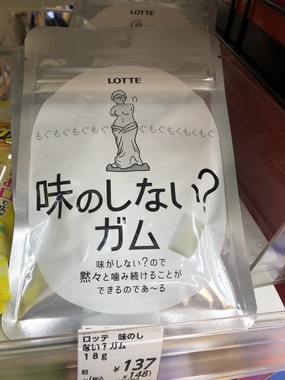 LOTTE
もぐもぐもぐもぐ もぐもぐもぐもぐ
味のしない?
ガム
味がしない?ので
黙々と噛み続けることが
できるのであ～る
ロッテ 味のし
ない?ガム
18g
¥137
148)